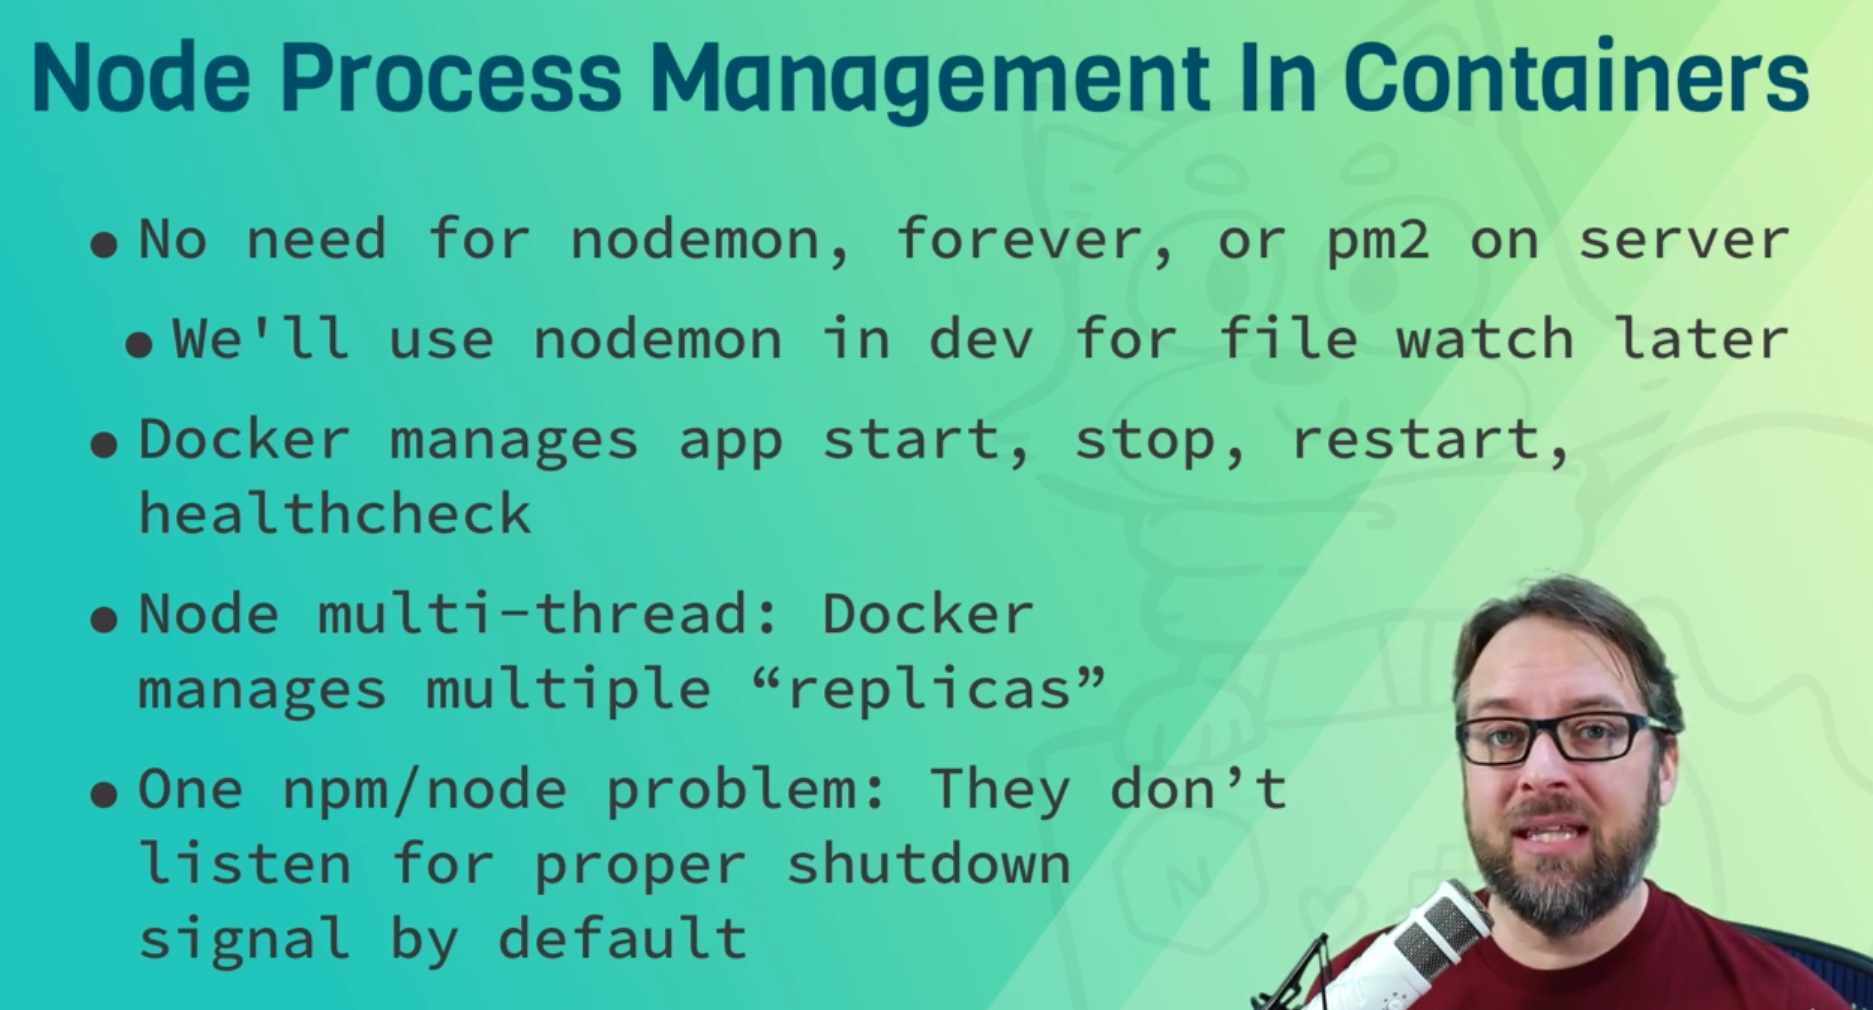 Node Process Management In Containers
• No need for nodemon, forever, or pm2 on server
• We'll use nodemon in dev for file watch later
• Docker manages app start, stop, restart,
healthcheck
• Node multi-thread: Docker
manages multiple “replicas”
• One npm/node problem: They don’t
listen for proper shutdown
signal by default
N